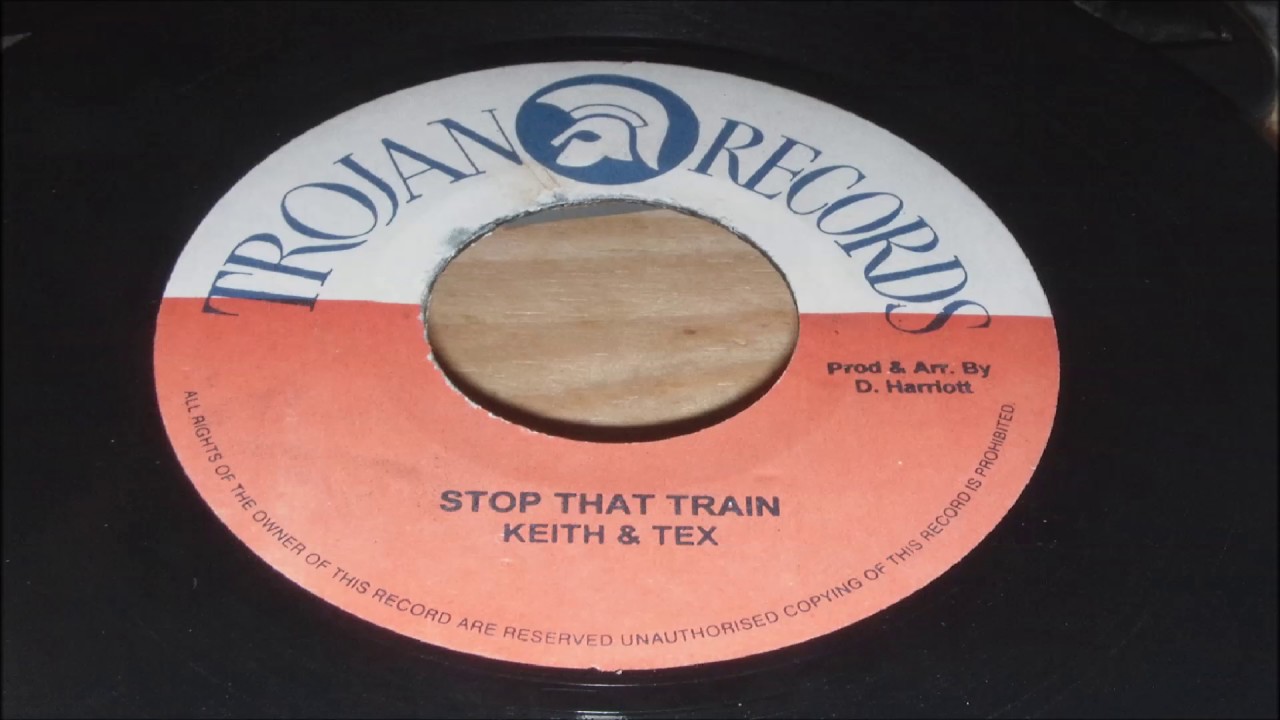 TROJAN RECORDS
Prod & Arr. By
D. Harriott
STOP THAT TRAIN
KEITH & TEX
ALL RIGHTS OF THE OWNER OF THIS RECORD ARE RESERVED UNAUTHORISED COPYING OF THIS RECORD IS PROHIBITED.